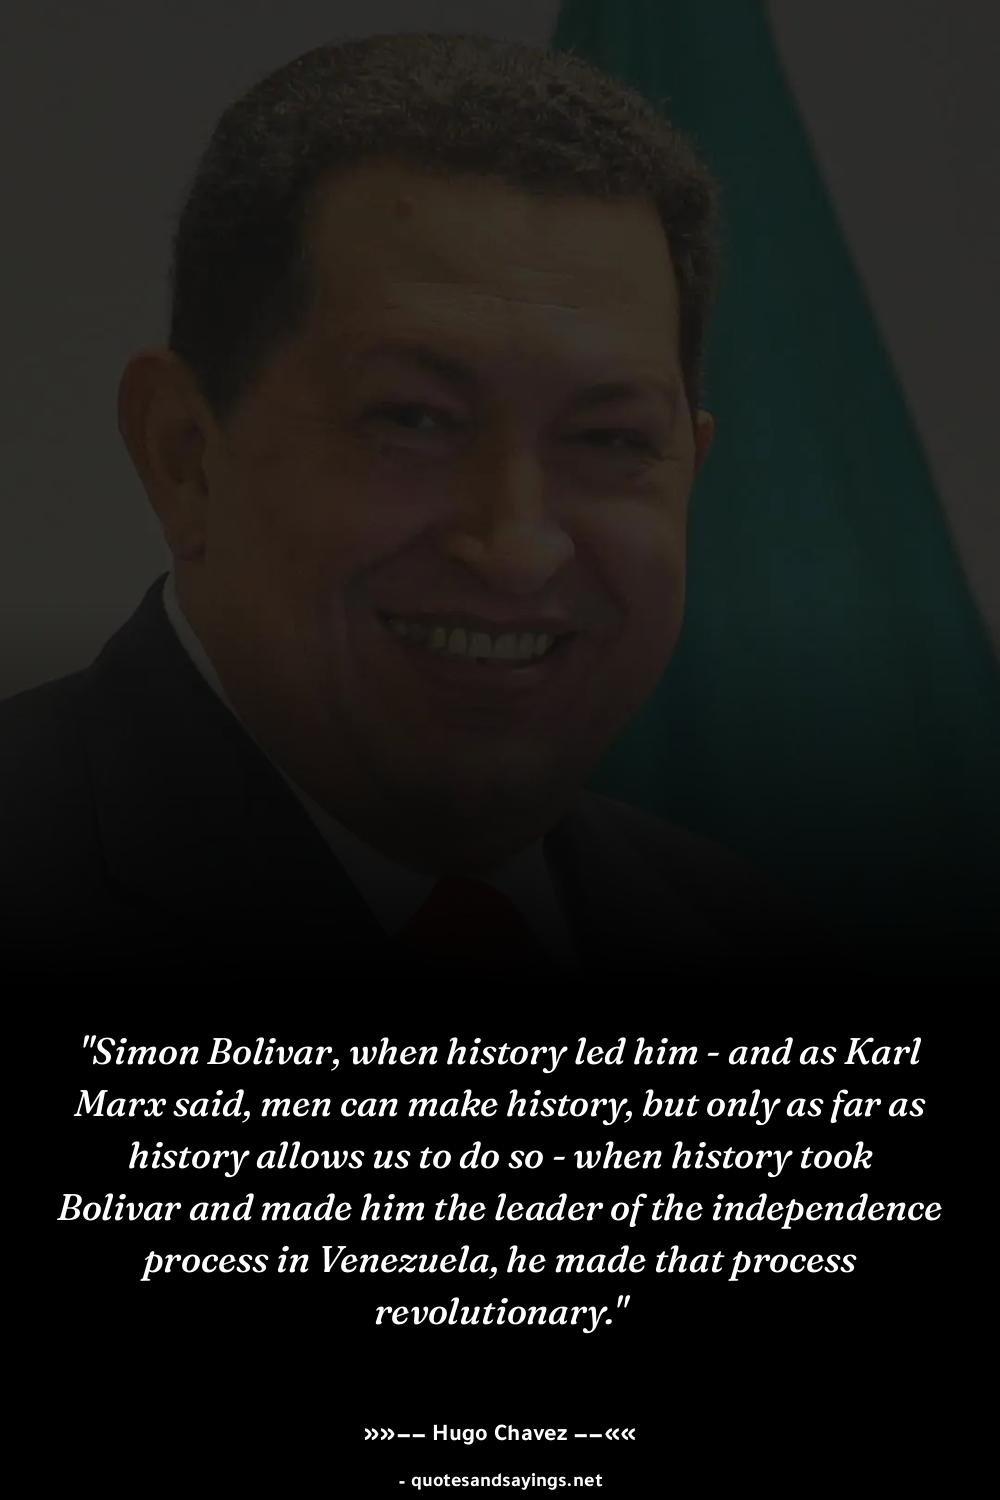 "Simon Bolivar, when history led him - and as Karl
Marx said, men can make history, but only as far as
history allows us to do so - when history took
Bolivar and made him the leader of the independence
process in Venezuela, he made that process
revolutionary."
»»−− Hugo Chavez −−««
- quotesandsayings.net